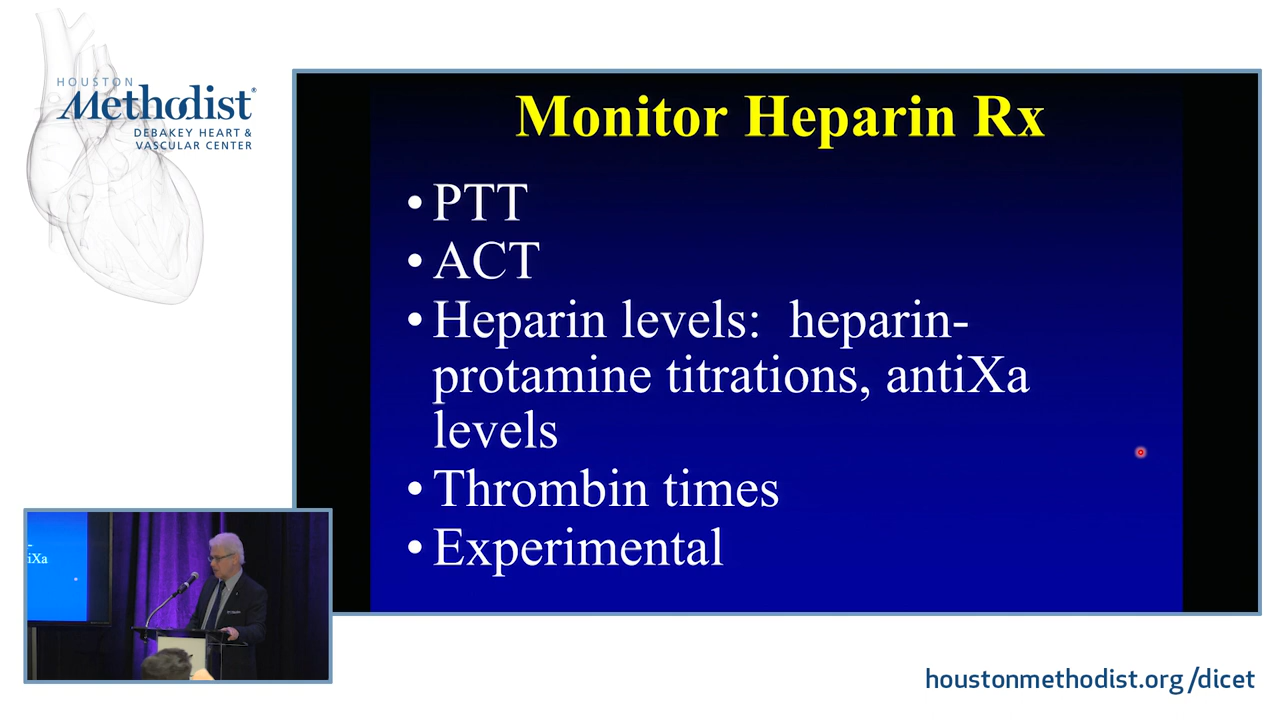 HOUSTON
Methodist®
DEBAKEY HEART &
VASCULAR CENTER
Monitor Heparin Rx
• PTT
• ACT
• Heparin levels: heparin-
protamine titrations, antiXa
levels
• Thrombin times
• Experimental
iXa
houstonmethodist.org/dicet